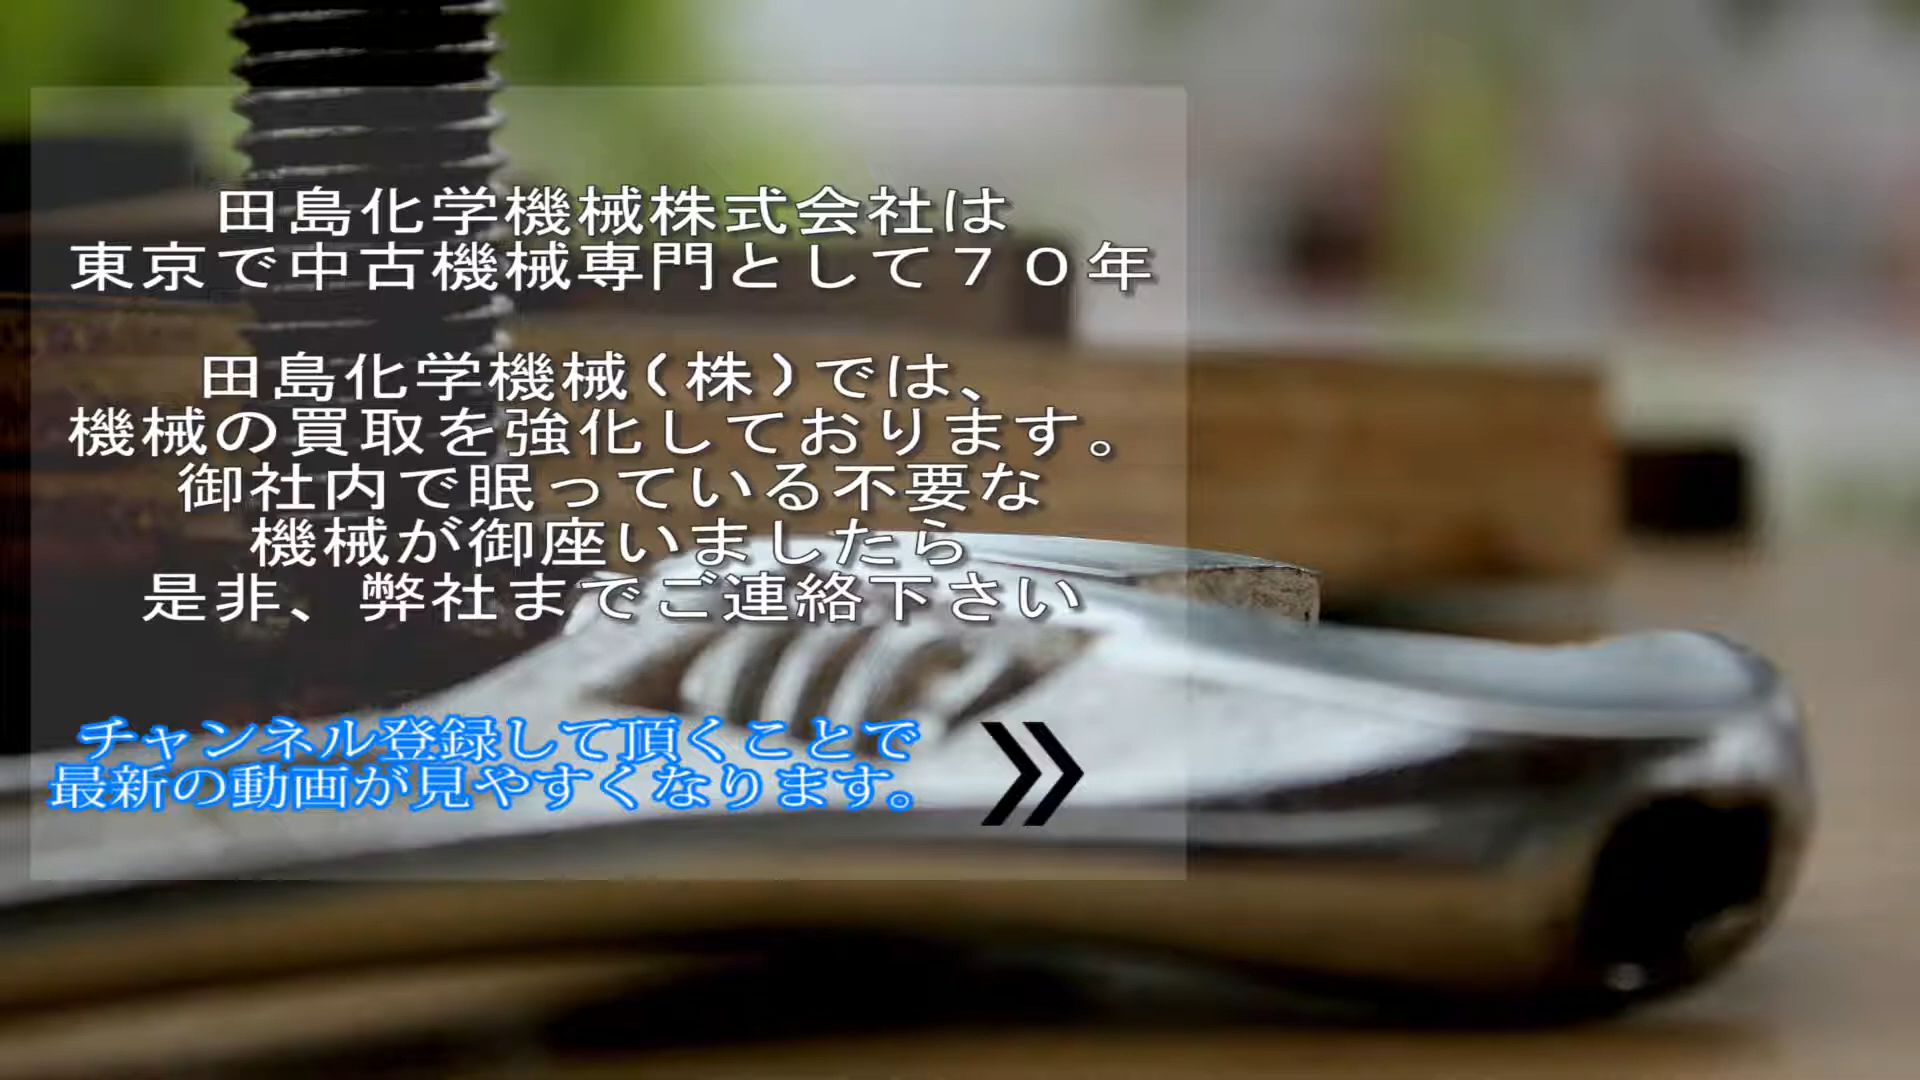 田島化学機械株式会社は
東京で中古機械専門として７０年
田島化学機械(株)では、
機械の買取を強化しております。
御社内で眠っている不要な
機械が御座いましたら
是非、弊社までご連絡下さい
チャンネル登録して頂くことで
最新の動画が見やすくなります。